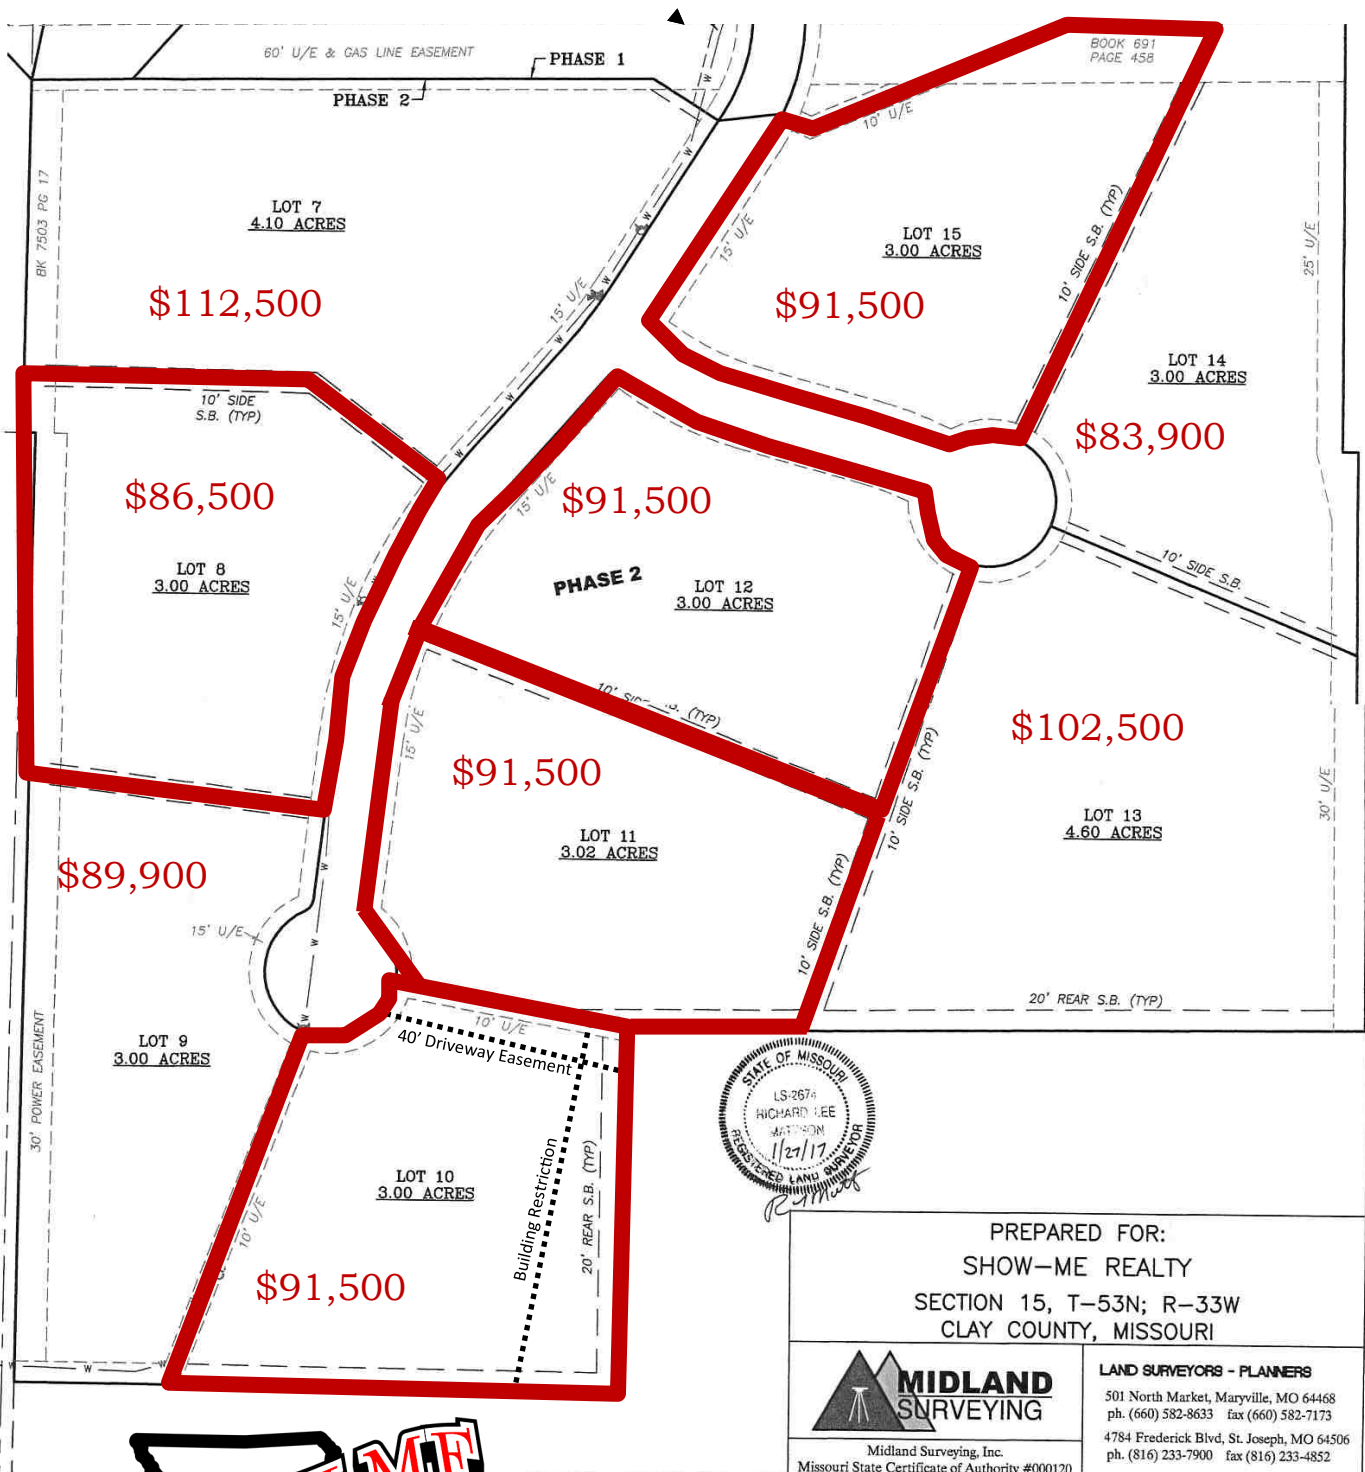 60' U/E & GAS LINE EASEMENT
PHASE 1
PHASE 2
BOOK 691
PAGE 458
10' U/E
BK 7503 PG 17
LOT 7
4.10 ACRES
$112,500
15' U/E
W
W
W
W
W
W
15' U/E
LOT 15
3.00 ACRES
$91,500
10' SIDE S.B. (TYP)
25' U/E
LOT 14
3.00 ACRES
$83,900
10' SIDE
S.B. (TYP)
$86,500
LOT 8
3.00 ACRES
15' U/E
15' U/E
$91,500
PHASE 2
LOT 12
3.00 ACRES
10' SIDE S.B.
10' S.B. (TYP)
15' U/E
$91,500
LOT 11
3.02 ACRES
10' SIDE S.B. (TYP)
10' SIDE S.B. (TYP)
$102,500
LOT 13
4.60 ACRES
30' U/E
20' REAR S.B. (TYP)
$89,900
15' U/E
W
W
W
LOT 9
3.00 ACRES
30' POWER EASEMENT
10' U/E
40' Driveway Easement
Building Restriction
20' REAR S.B. (TYP)
LOT 10
3.00 ACRES
10' U/E
$91,500
W
W
W
STATE OF MISSOURI
LS-2674
RICHARD LEE
MATTSON
1/27/17
REGISTERED LAND SURVEYOR
PREPARED FOR:
SHOW-ME REALTY
SECTION 15, T-53N; R-33W
CLAY COUNTY, MISSOURI
MIDLAND
SURVEYING
Midland Surveying, Inc.
Missouri State Certificate of Authority #000120
LAND SURVEYORS - PLANNERS
501 North Market, Maryville, MO 64468
ph. (660) 582-8633 fax (660) 582-7173
4784 Frederick Blvd, St. Joseph, MO 64506
ph. (816) 233-7900 fax (816) 233-4852
ME